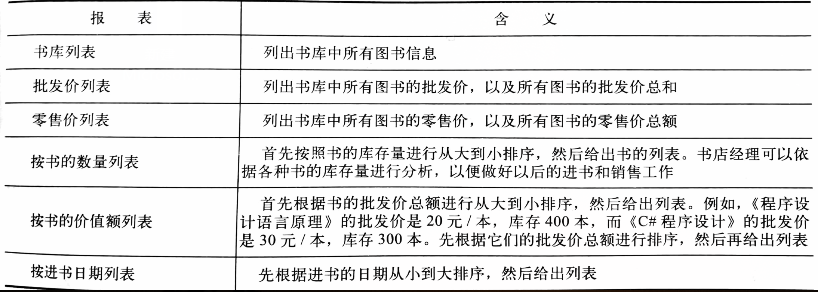 报 表 含 义
书库列表 列出书库中所有图书信息
批发价列表 列出书库中所有图书的批发价，以及所有图书的批发价总和
零售价列表 列出书库中所有图书的零售价，以及所有图书的零售价总额
首先按照书的库存量进行从大到小排序，然后给出书的列表。书店经理可以依
按书的数量列表
据各种书的库存量进行分析，以便做好以后的进书和销售工作
首先根据书的批发价总额进行从大到小排序，然后给出列表。例如，《程序设
按书的价值额列表 计语言原理》的批发价是 20 元 / 本，库存 400 本，而《C# 程序设计》的批发价
是 30 元 / 本，库存 300 本。先根据它们的批发价总额进行排序，然后再给出列表
按进书日期列表 先根据进书的日期从小到大排序，然后给出列表